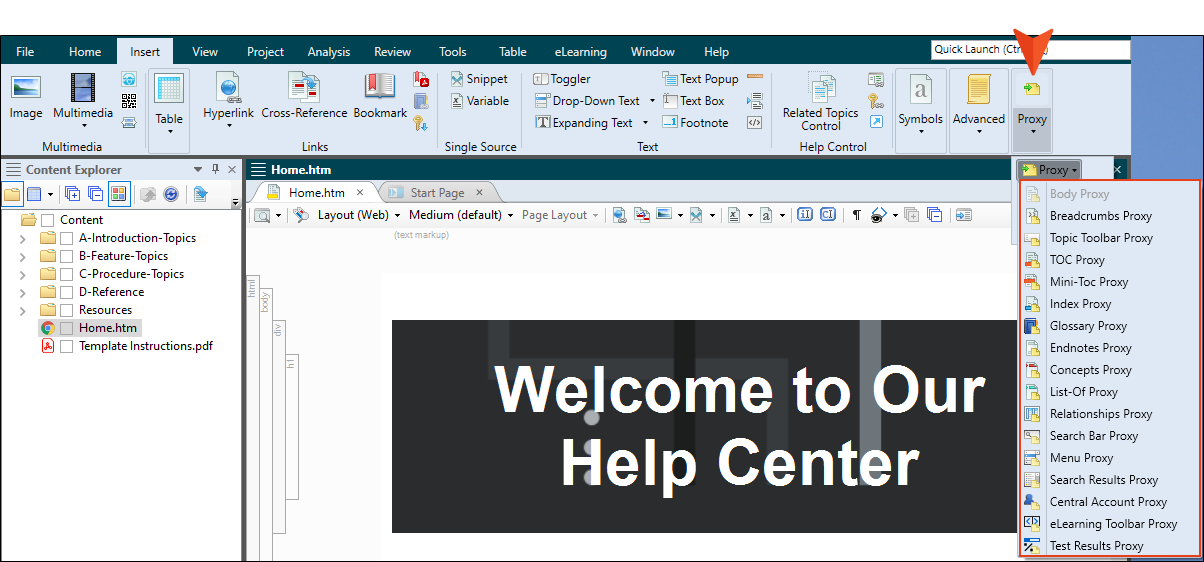 File Home Insert View Project Analysis Review Tools Table eLearning Window Help Quick Launch (Ct
Snippet Toggler Text Popup
Image Multimedia Table Hyperlink Cross-Reference Bookmark Variable Drop-Down Text Text Box Related Topics Control Symbols Advanced Proxy
Expanding Text Footnote
Multimedia Links Single Source Text Help Control
Content Explorer
Home.htm
Proxy
Home.htm Start Page
Layout (Web) Medium (default) Page Layout
(text markup)
Content
A-Introduction-Topics
B-Feature-Topics
C-Procedure-Topics
D-Reference
Resources
Home.htm
Template Instructions.pdf
html
body
div
h1
Welcome to Our
Help Center
Body Proxy
Breadcrumbs Proxy
Topic Toolbar Proxy
TOC Proxy
Mini-Toc Proxy
Index Proxy
Glossary Proxy
Endnotes Proxy
Concepts Proxy
List-Of Proxy
Relationships Proxy
Search Bar Proxy
Menu Proxy
Search Results Proxy
Central Account Proxy
eLearning Toolbar Proxy
Test Results Proxy